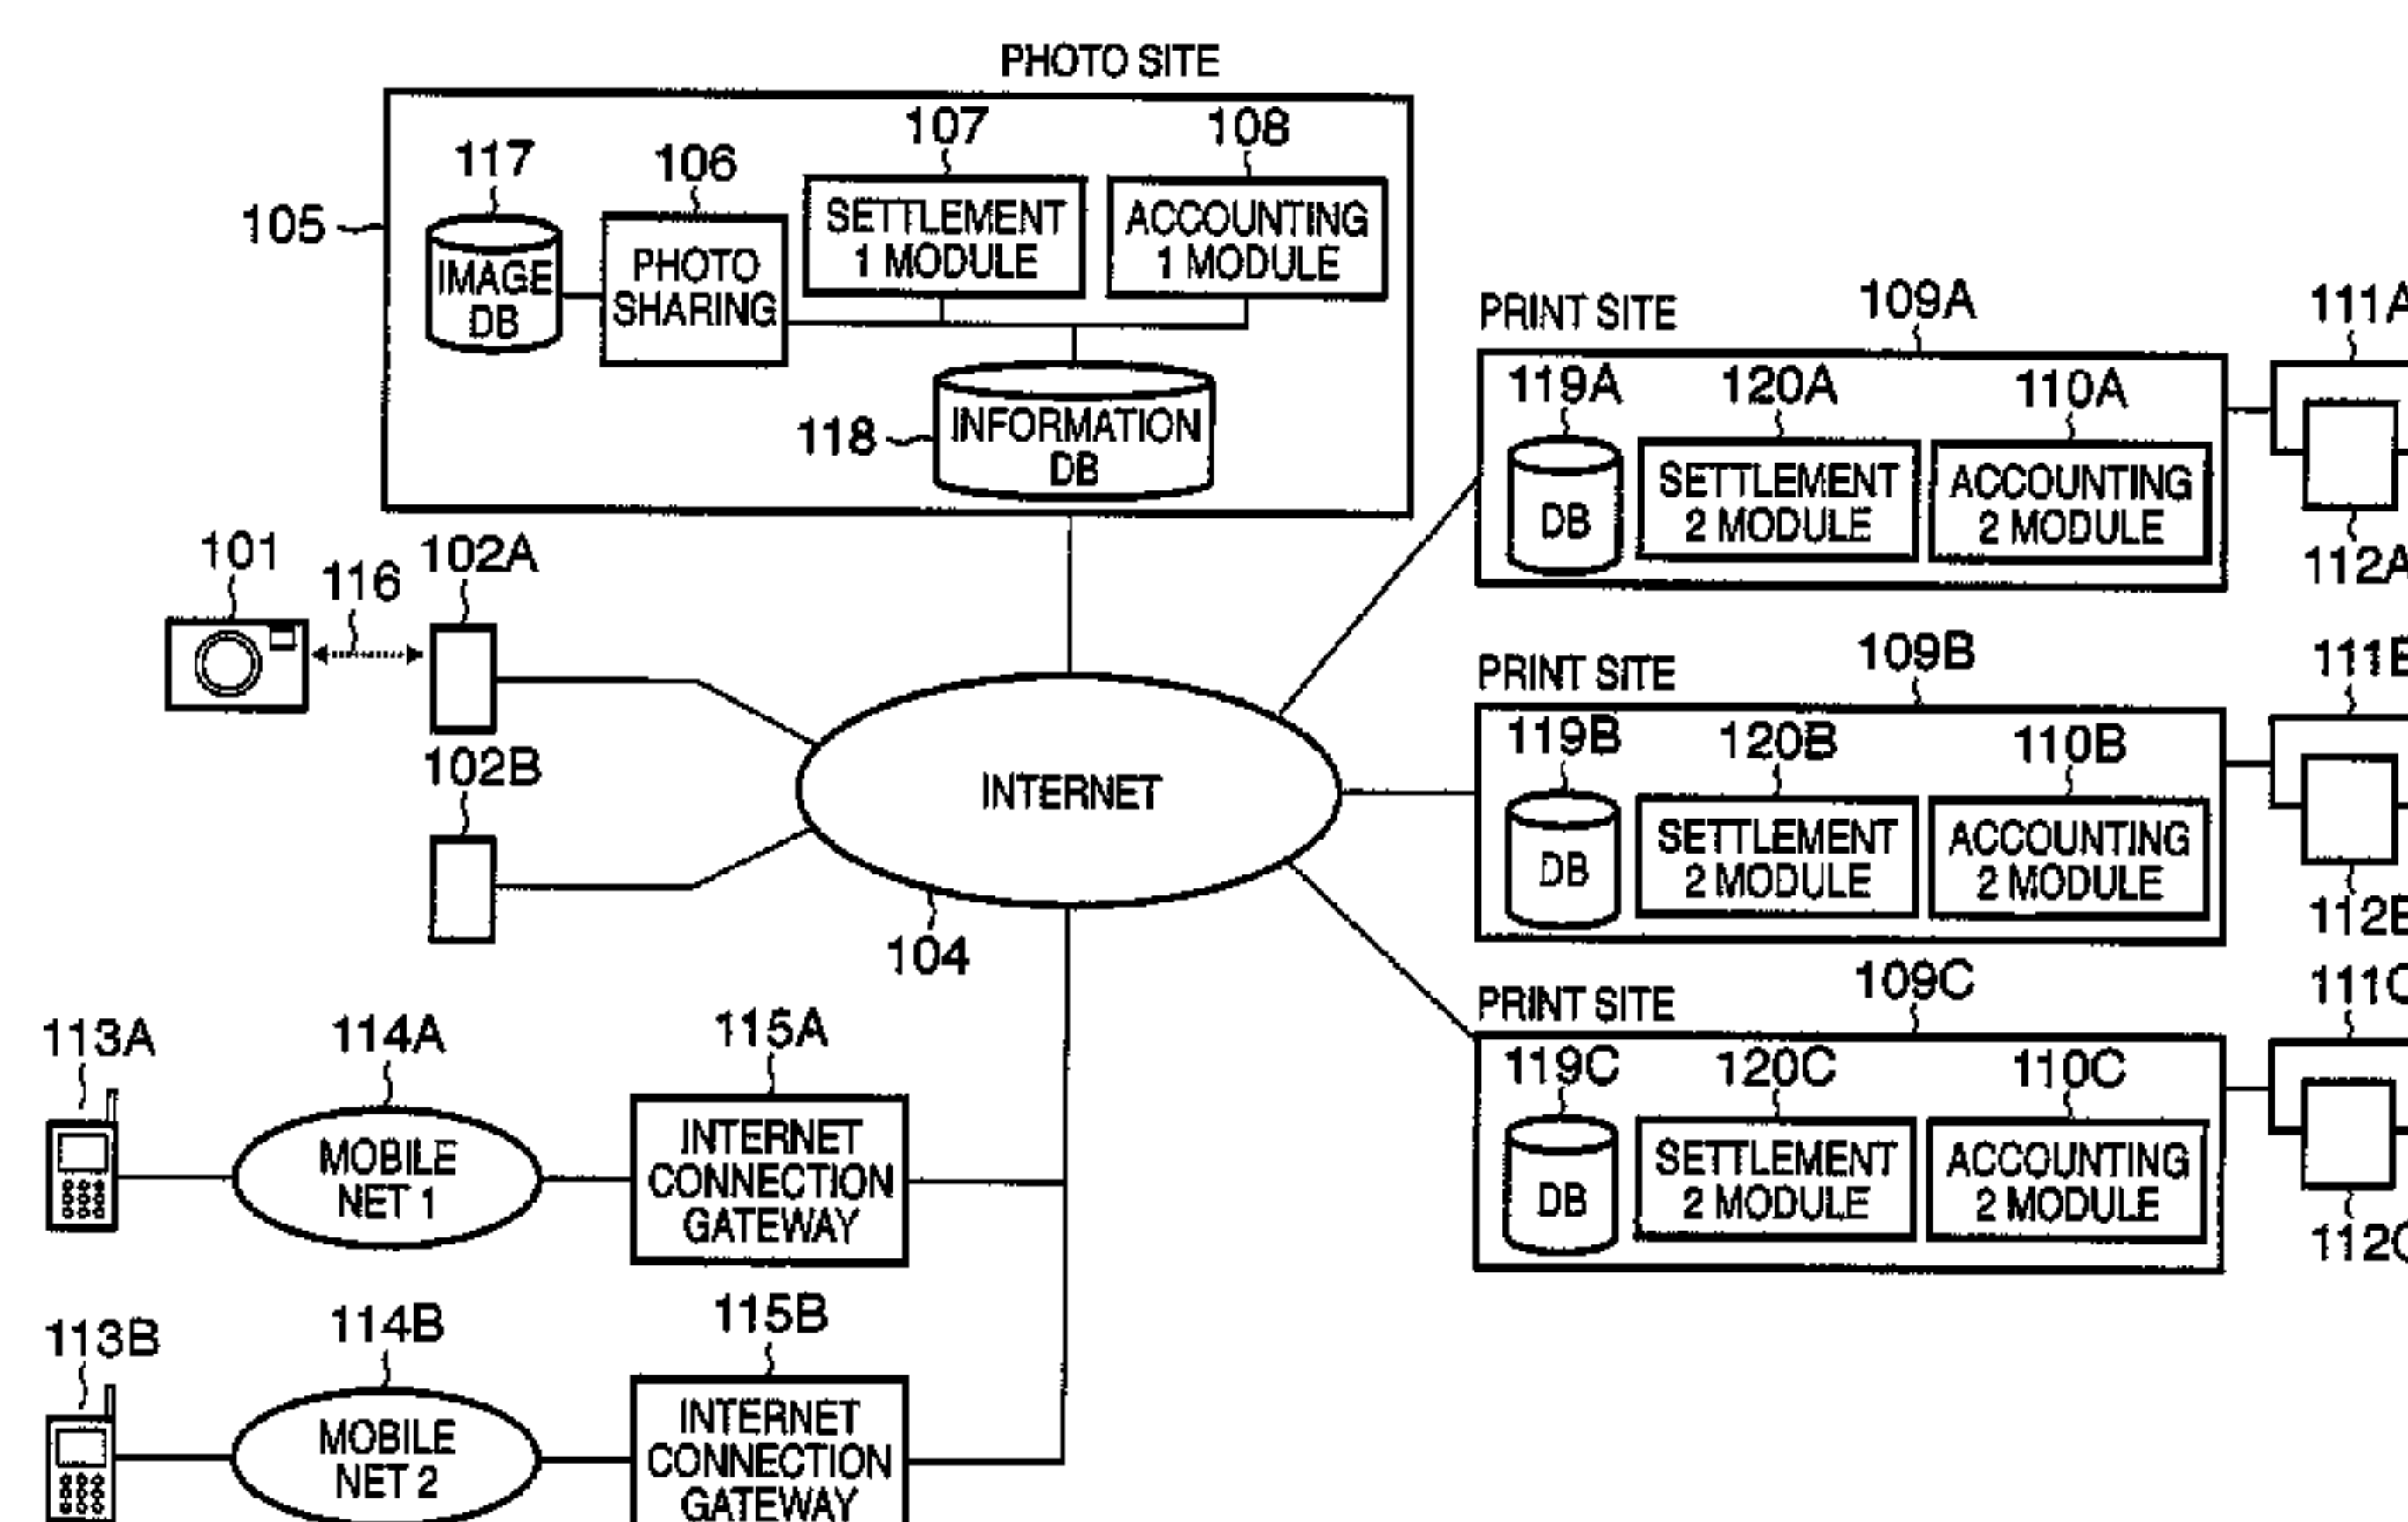 PHOTO SITE
107
108
117
106
105
SETTLEMENT
1 MODULE
ACCOUNTING
1 MODULE
IMAGE
DB
PHOTO
SHARING
118
INFORMATION
DB
PRINT SITE
109A
111A
119A
120A
110A
DB
SETTLEMENT
2 MODULE
ACCOUNTING
2 MODULE
112A
101
116
102A
102B
INTERNET
104
PRINT SITE
109B
111B
119B
120B
110B
DB
SETTLEMENT
2 MODULE
ACCOUNTING
2 MODULE
112B
PRINT SITE
109C
111C
119C
120C
110C
DB
SETTLEMENT
2 MODULE
ACCOUNTING
2 MODULE
112C
113A
114A
115A
MOBILE
NET 1
INTERNET
CONNECTION
GATEWAY
113B
114B
115B
MOBILE
NET 2
INTERNET
CONNECTION
GATEWAY